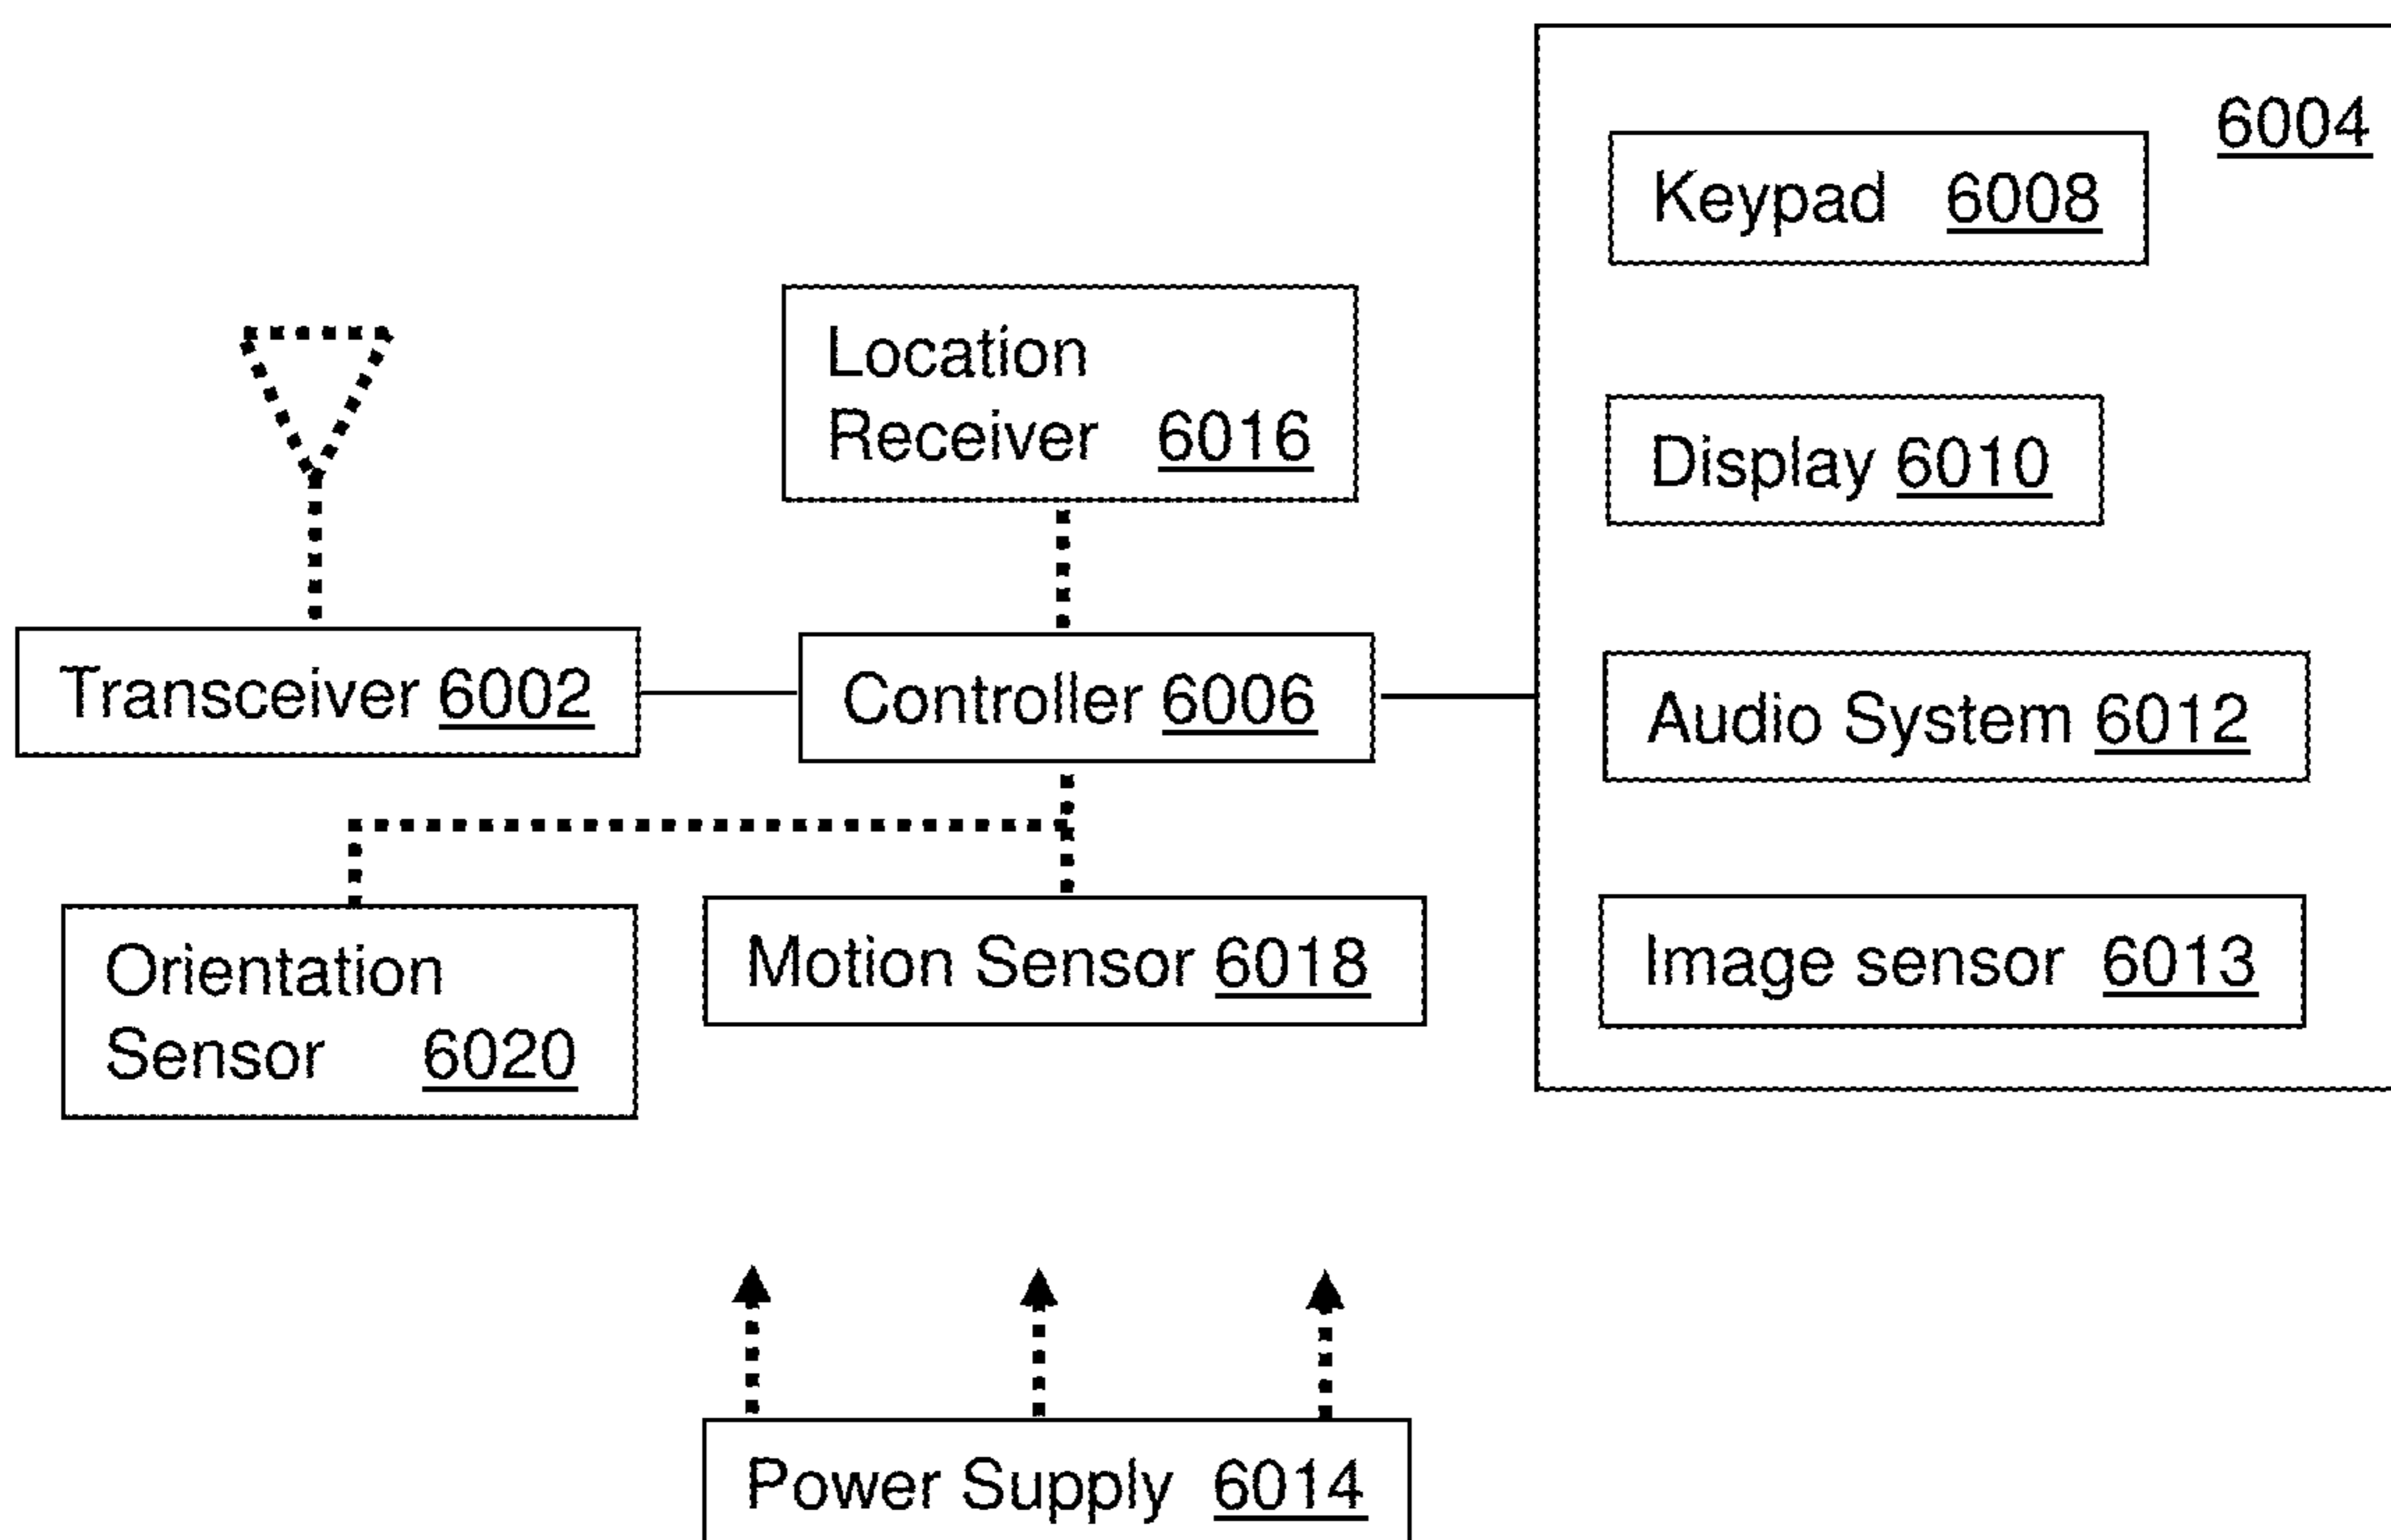 6004
Keypad 6008
Location
Receiver 6016
Display 6010
Transceiver 6002
Controller 6006
Audio System 6012
Orientation
Sensor 6020
Motion Sensor 6018
Image sensor 6013
Power Supply 6014